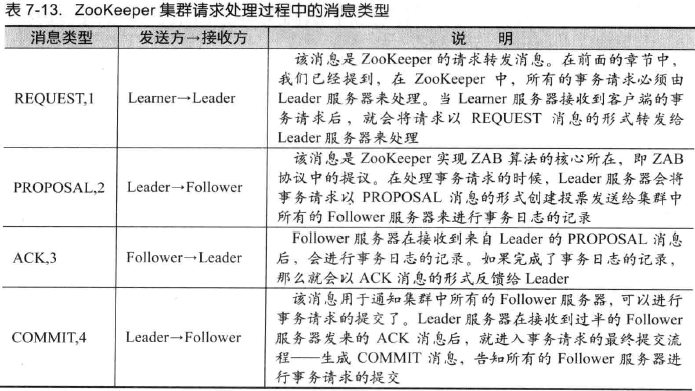 表 7-13. ZooKeeper 集群请求处理过程中的消息类型
消息类型 发送方→接收方 说 明
REQUEST,1 Learner→Leader
该消息是 ZooKeeper 的请求转发消息。在前面的章节中，
我们已经提到，在 ZooKeeper 中，所有的事务请求必须由
Leader 服务器来处理。当 Learner 服务器接收到客户端的事
务请求后，就会将请求以 REQUEST 消息的形式转发给
Leader 服务器来处理
PROPOSAL,2 Leader→Follower
该消息是 ZooKeeper 实现 ZAB 算法的核心所在，即 ZAB
协议中的提议。在处理事务请求的时候，Leader 服务器会将
事务请求以 PROPOSAL 消息的形式创建投票发送给集群中
所有的 Follower 服务器来进行事务日志的记录
ACK,3 Follower→Leader
Follower 服务器在接收到来自 Leader 的 PROPOSAL 消息
后，会进行事务日志的记录。如果完成了事务日志的记录，
那么就会以 ACK 消息的形式反馈给 Leader
COMMIT,4 Leader→Follower
该消息用于通知集群中所有的 Follower 服务器，可以进行
事务请求的提交了。Leader 服务器在接收到过半的 Follower
服务器发来的 ACK 消息后，就进入事务请求的最终提交流
程——生成 COMMIT 消息，告知所有的 Follower 服务器进
行事务请求的提交